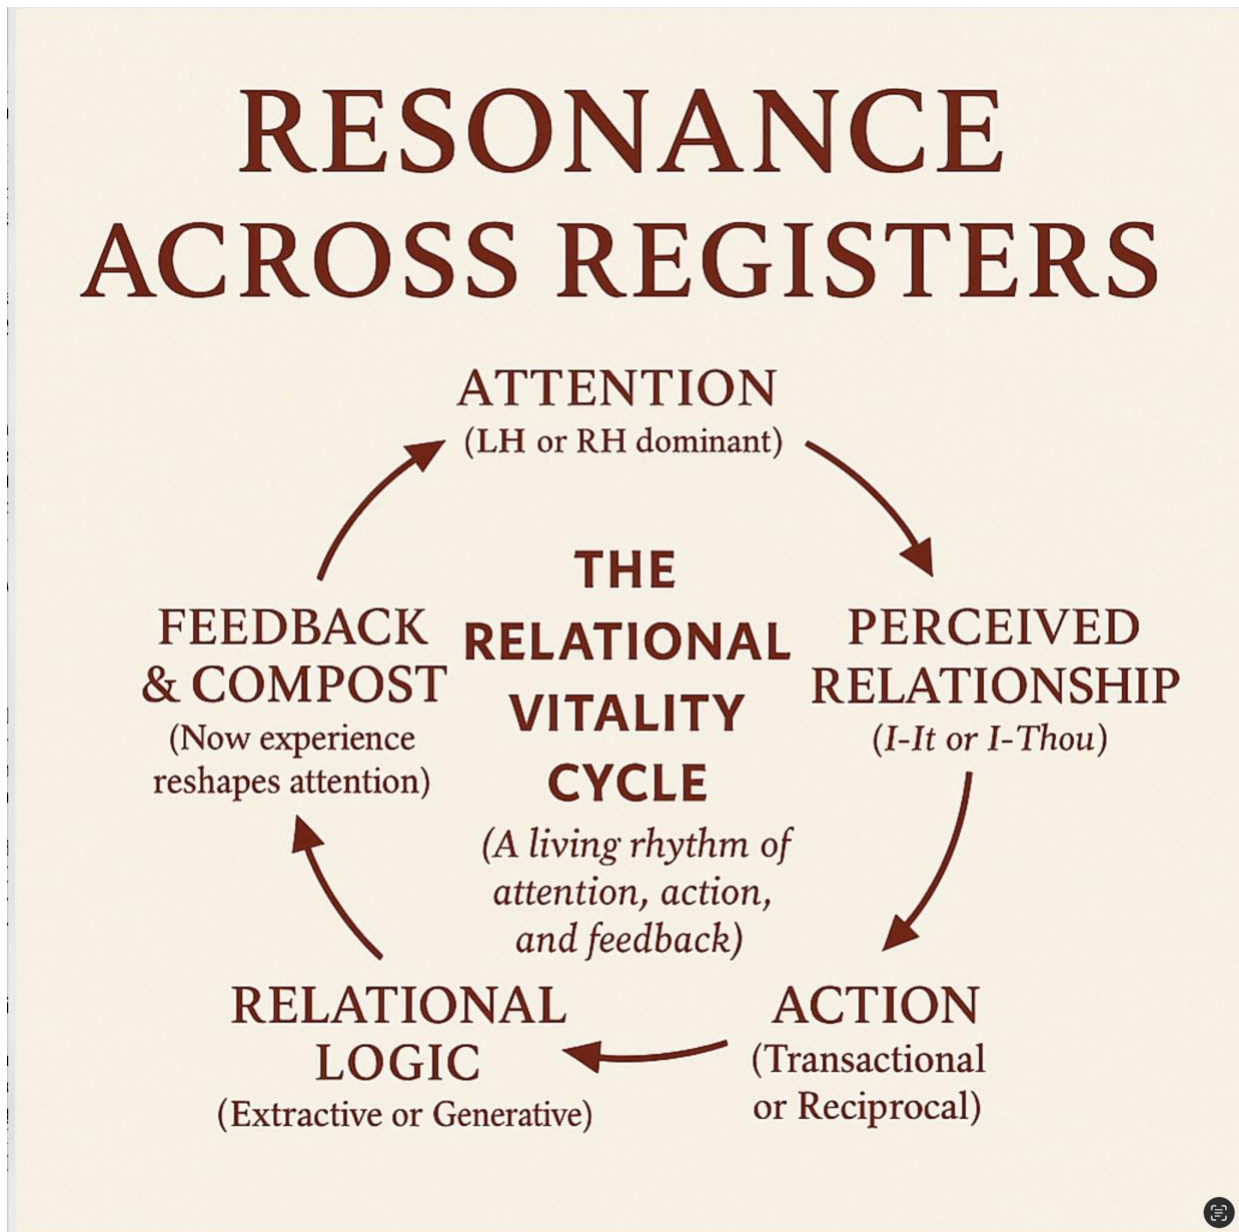 RESONANCE
ACROSS REGISTERS
ATTENTION
(LH or RH dominant)
PERCEIVED
RELATIONSHIP
(I-It or I-Thou)
ACTION
(Transactional
or Reciprocal)
RELATIONAL
LOGIC
(Extractive or Generative)
FEEDBACK
& COMPOST
(Now experience
reshapes attention)
THE
RELATIONAL
VITALITY
CYCLE
(A living rhythm of
attention, action,
and feedback)